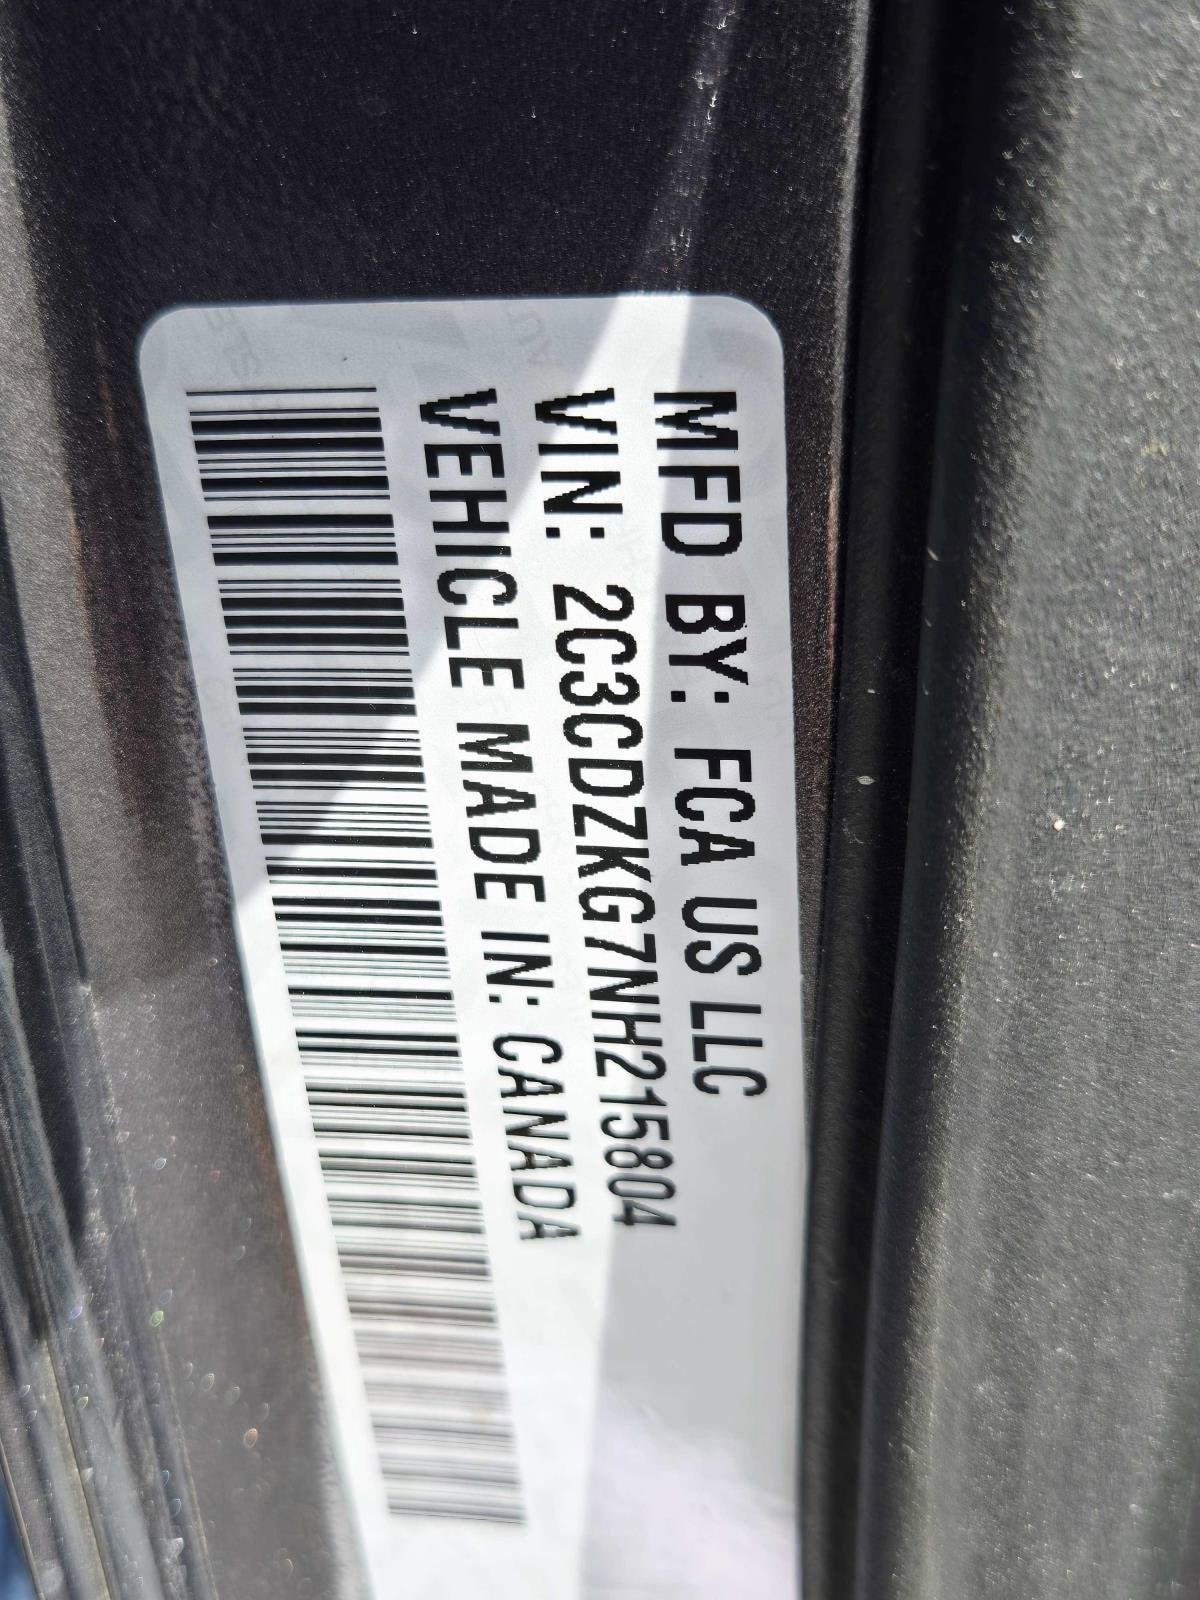 MFD BY: FCA US LLC
VIN: 2C3CDZKG7NH215804
VEHICLE MADE IN: CANADA